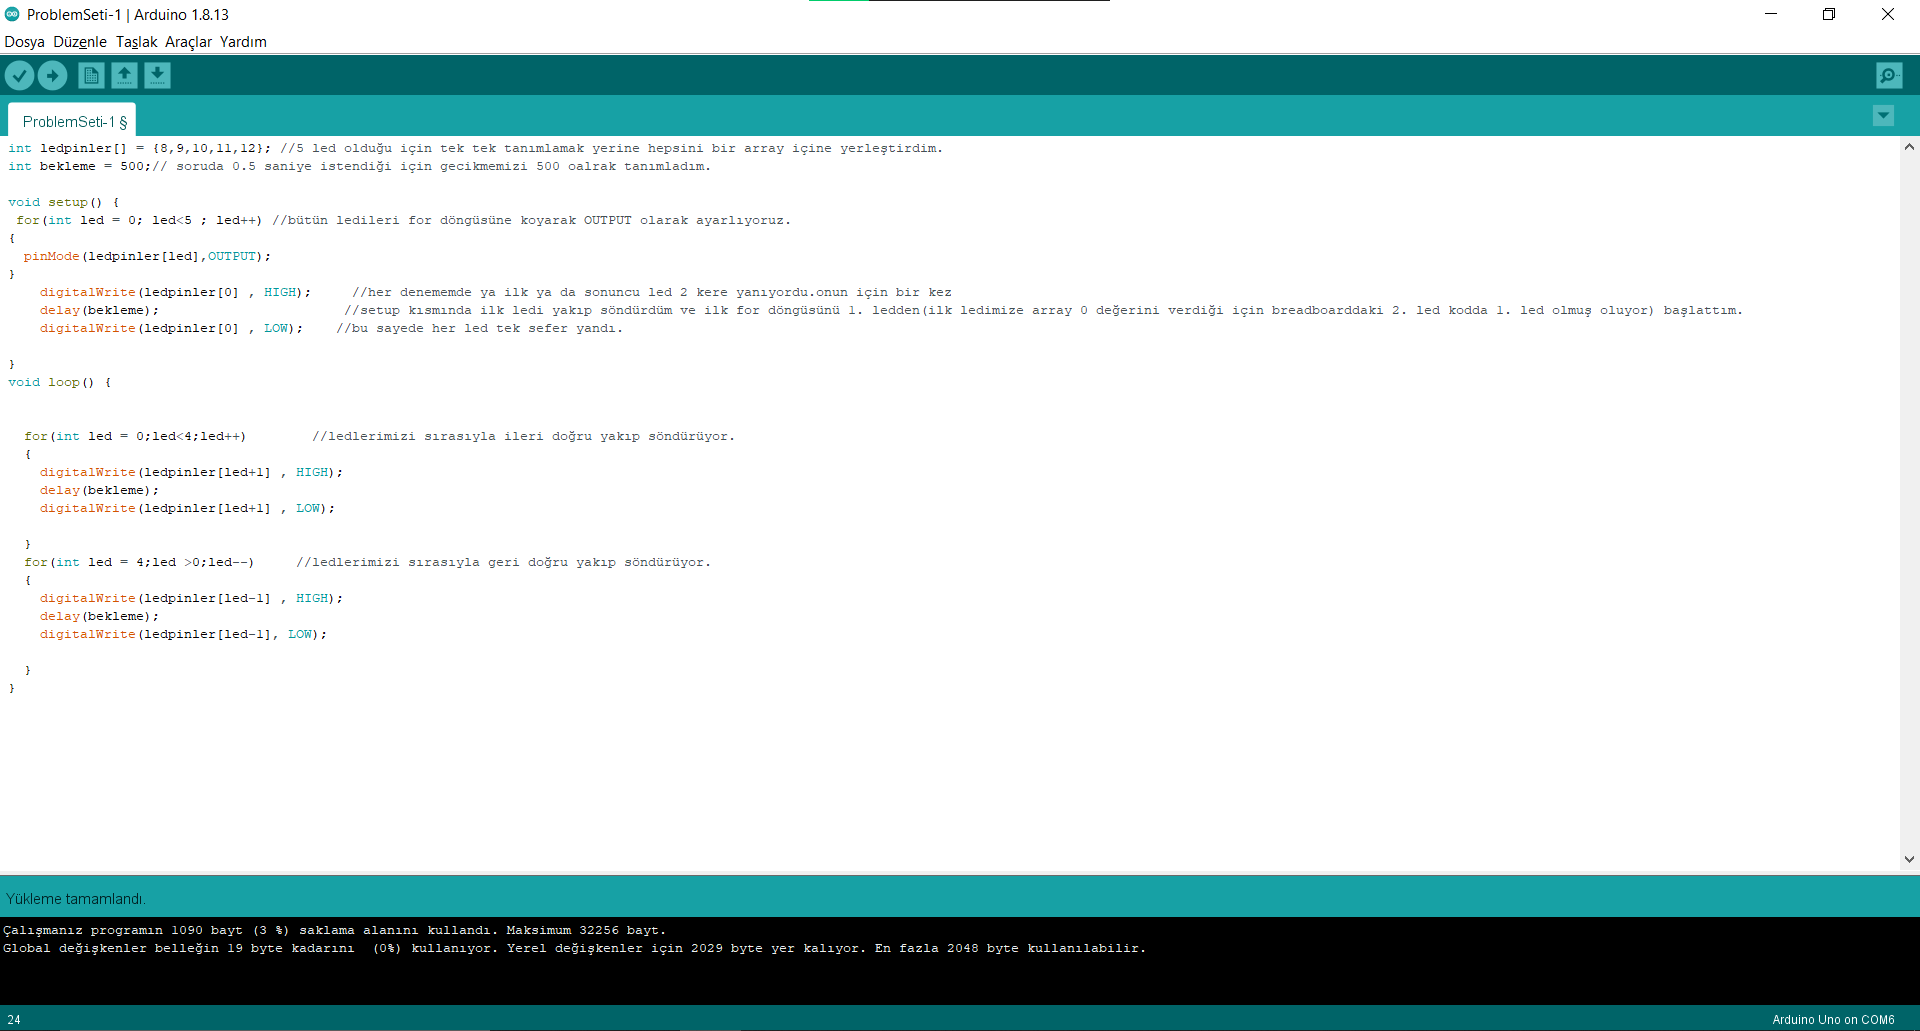 ProblemSeti-1 | Arduino 1.8.13
Dosya Düzenle Taslak Araçlar Yardım
ProblemSeti-1 §
int ledpinler[] = {8,9,10,11,12}; //5 led olduğu için tek tek tanımlamak yerine hepsini bir array içine yerleştirdim.
int bekleme = 500;// soruda 0.5 saniye istendiği için gecikmemizi 500 oalrak tanımladım.
void setup() {
for(int led = 0; led<5 ; led++) //bütün ledileri for döngüsüne koyarak OUTPUT olarak ayarlıyoruz.
{
pinMode(ledpinler[led],OUTPUT);
}
digitalWrite(ledpinler[0] , HIGH); //her denememde ya ilk ya da sonuncu led 2 kere yanıyordu.onun için bir kez
delay(bekleme); //setup kısmında ilk ledi yakıp söndürdüm ve ilk for döngüsünü 1. ledden(ilk ledimize array 0 değerini verdiği için breadboarddaki 2. led kodda 1. led olmuş oluyor) başlattım.
digitalWrite(ledpinler[0] , LOW); //bu sayede her led tek sefer yandı.
}
void loop() {
for(int led = 0;led<4;led++) //ledlerimizi sırasıyla ileri doğru yakıp söndürüyor.
{
digitalWrite(ledpinler[led+1] , HIGH);
delay(bekleme);
digitalWrite(ledpinler[led+1] , LOW);
}
for(int led = 4;led >0;led--) //ledlerimizi sırasıyla geri doğru yakıp söndürüyor.
{
digitalWrite(ledpinler[led-1] , HIGH);
delay(bekleme);
digitalWrite(ledpinler[led-1], LOW);
}
}
Yükleme tamamlandı.
Çalışmanız programın 1090 bayt (3 %) saklama alanını kullandı. Maksimum 32256 bayt.
Global değişkenler belleğin 19 byte kadarını (0%) kullanıyor. Yerel değişkenler için 2029 byte yer kalıyor. En fazla 2048 byte kullanılabilir.
24
Arduino Uno on COM6